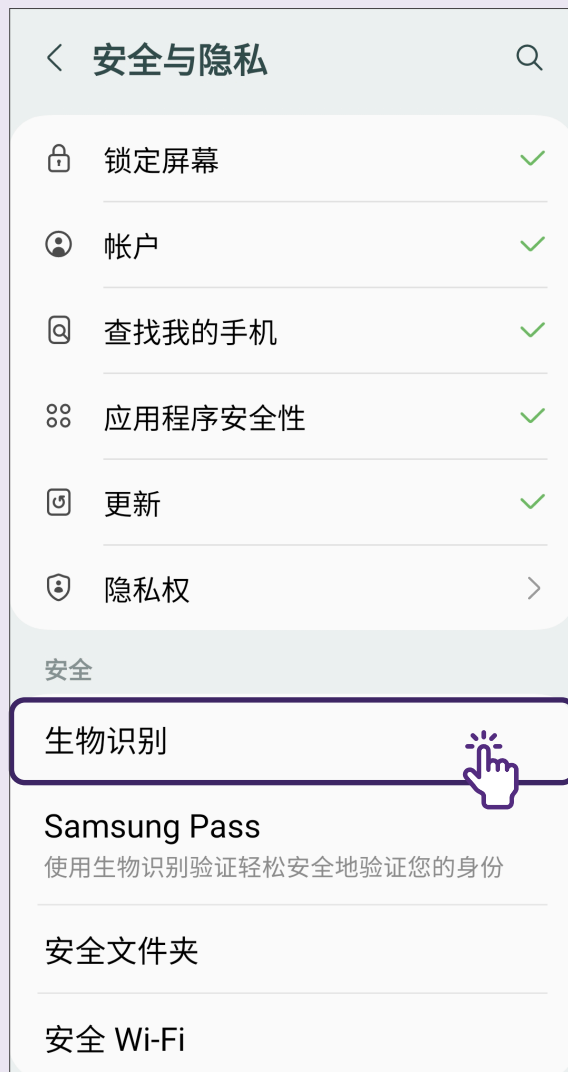 安全与隐私
锁定屏幕
帐户
查找我的手机
应用程序安全性
更新
隐私权
安全
生物识别
Samsung Pass
使用生物识别验证轻松安全地验证您的身份
安全文件夹
安全 Wi-Fi